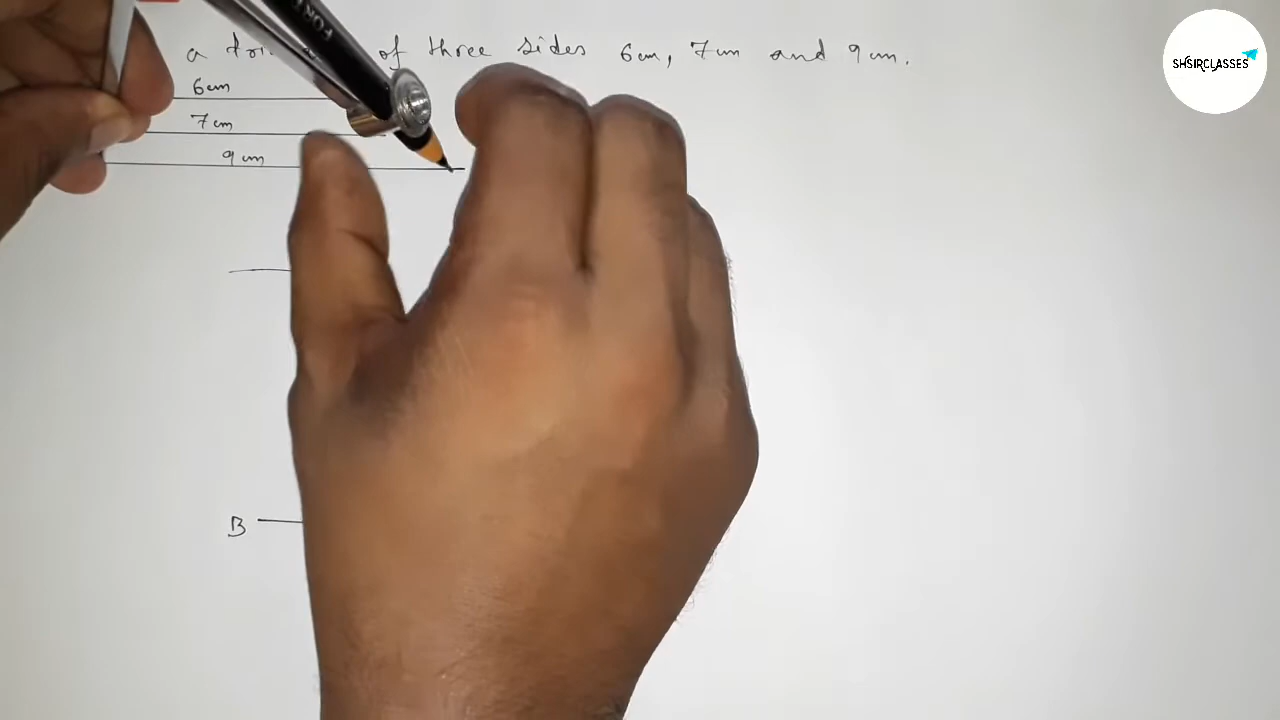 a of three sides 6cm, 7cm and 9cm.
6cm
7cm
9cm
B
SHSIRCLASSES